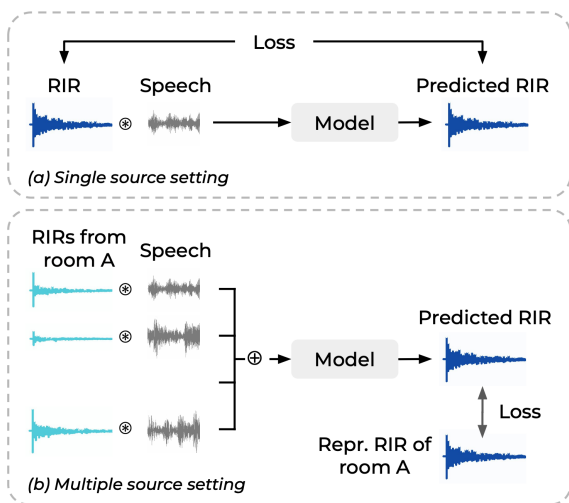 Loss
RIR
Speech
Predicted RIR
⊛
Model
(a) Single source setting
RIRs from
room A
Speech
⊛
⊛
Predicted RIR
⊕
Model
Loss
⊛
Repr. RIR of
room A
(b) Multiple source setting